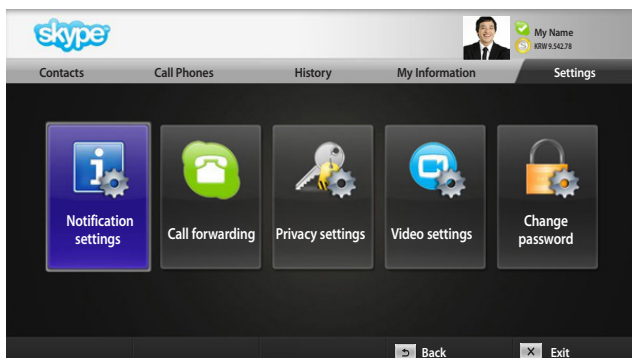 skype
My Name
KRW 9.542.78
Contacts Call Phones History My Information Settings
Notification
settings
Call forwarding
Privacy settings
Video settings
Change
password
Back Exit